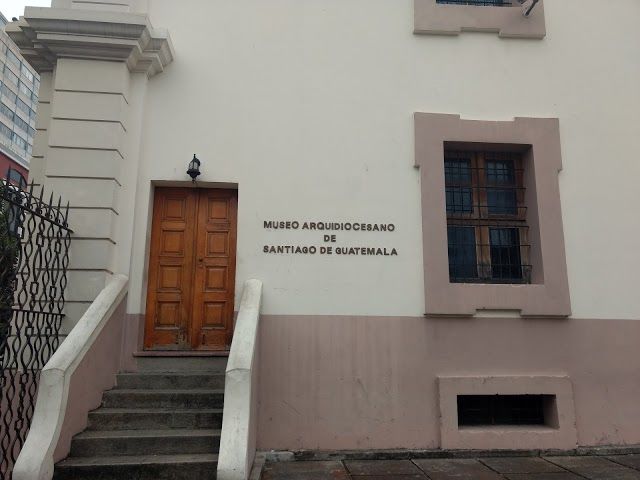 MUSEO ARQUIDIOCESANO
DE
SANTIAGO DE GUATEMALA